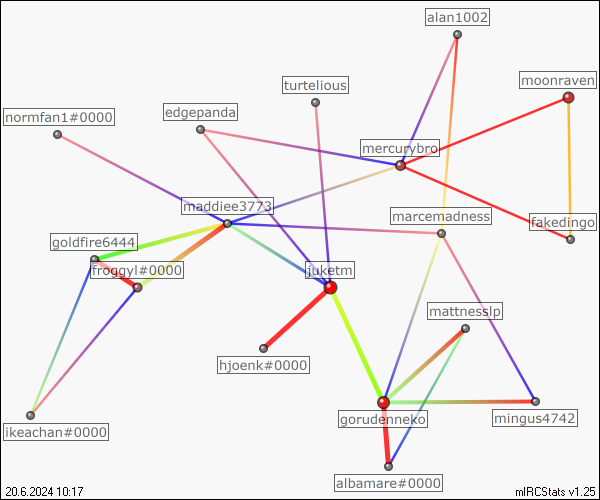 alan1002
moonraven
turtelious
edgepanda
normfan1#0000
mercurybro
maddiee3773
marcemadness
fakedingo
goldfire6444
froggyl#0000
juketm
mattnesslp
hjoenk#0000
gorudenneko
mingus4742
ikeachan#0000
albamare#0000
20.6.2024 10:17
mIRCStats v1.25